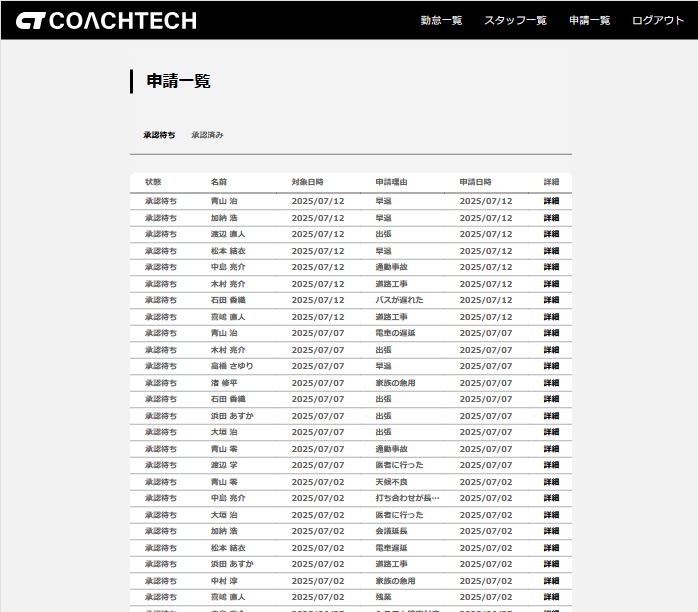 COACHTECH 勤怠一覧 スタッフ一覧 申請一覧 ログアウト
申請一覧
承認待ち 承認済み
状態 名前 対象日時 申請理由 申請日時 詳細
承認待ち 青山 治 2025/07/12 早退 2025/07/12 詳細
承認待ち 加納 浩 2025/07/12 早退 2025/07/12 詳細
承認待ち 渡辺 直人 2025/07/12 出張 2025/07/12 詳細
承認待ち 松本 結衣 2025/07/12 早退 2025/07/12 詳細
承認待ち 中島 亮介 2025/07/12 通勤事故 2025/07/12 詳細
承認待ち 木村 亮介 2025/07/12 道路工事 2025/07/12 詳細
承認待ち 石田 香織 2025/07/12 バスが遅れた 2025/07/12 詳細
承認待ち 喜嶋 直人 2025/07/12 道路工事 2025/07/12 詳細
承認待ち 青山 治 2025/07/07 電車の遅延 2025/07/07 詳細
承認待ち 木村 亮介 2025/07/07 出張 2025/07/07 詳細
承認待ち 高橋 さゆり 2025/07/07 早退 2025/07/07 詳細
承認待ち 渚 修平 2025/07/07 家族の急用 2025/07/07 詳細
承認待ち 石田 香織 2025/07/07 出張 2025/07/07 詳細
承認待ち 浜田 あすか 2025/07/07 出張 2025/07/07 詳細
承認待ち 大垣 治 2025/07/07 出張 2025/07/07 詳細
承認待ち 青山 零 2025/07/07 通勤事故 2025/07/07 詳細
承認待ち 渡辺 学 2025/07/07 医者に行った 2025/07/07 詳細
承認待ち 青山 零 2025/07/02 天候不良 2025/07/02 詳細
承認待ち 中島 亮介 2025/07/02 打ち合わせが長… 2025/07/02 詳細
承認待ち 大垣 治 2025/07/02 医者に行った 2025/07/02 詳細
承認待ち 加納 浩 2025/07/02 会議延長 2025/07/02 詳細
承認待ち 松本 結衣 2025/07/02 電車遅延 2025/07/02 詳細
承認待ち 浜田 あすか 2025/07/02 道路工事 2025/07/02 詳細
承認待ち 中村 淳 2025/07/02 家族の急用 2025/07/02 詳細
承認待ち 喜嶋 直人 2025/07/02 残業 2025/07/02 詳細